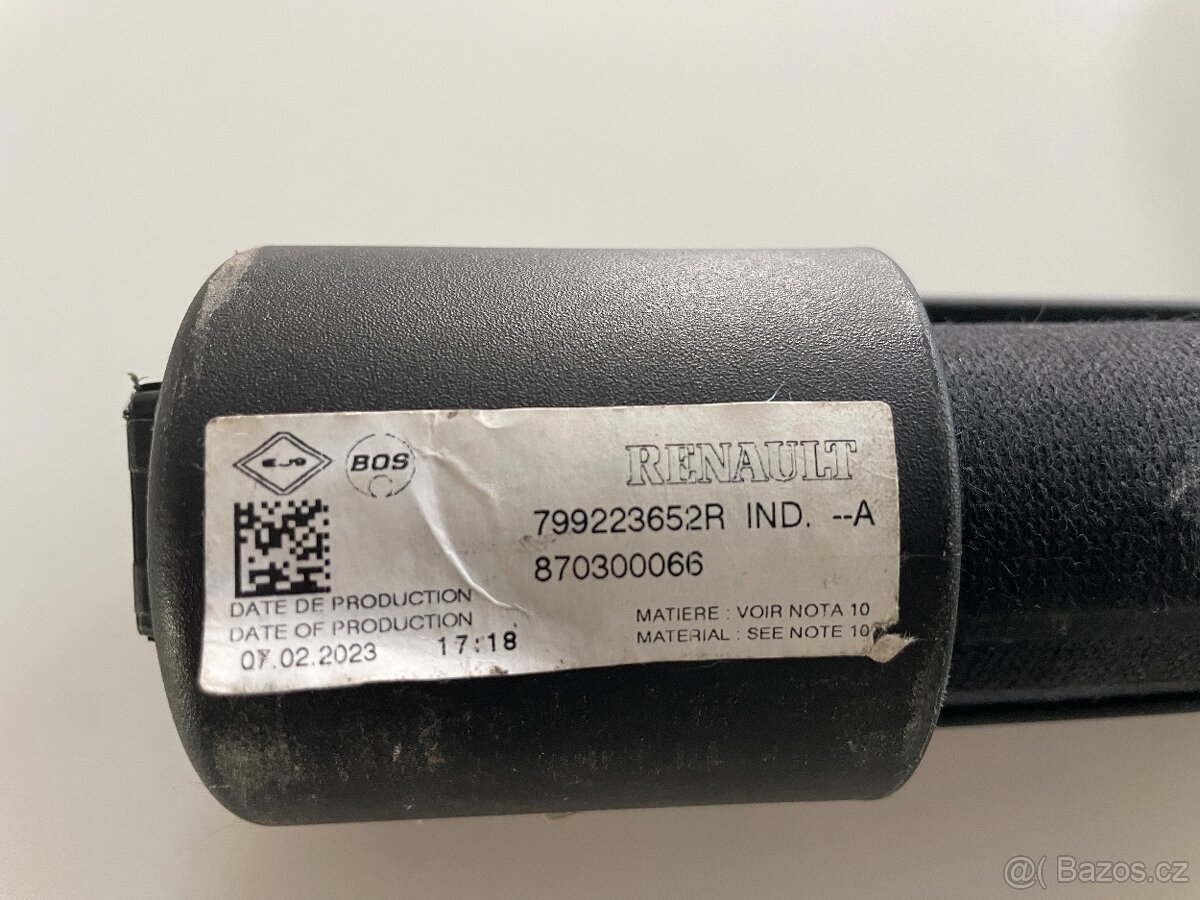 BOS
RENAULT
799223652R IND. --A
870300066
DATE DE PRODUCTION
DATE OF PRODUCTION
07.02.2023 17:18
MATIERE : VOIR NOTA 10
MATERIAL : SEE NOTE 10
@( Bazos.cz